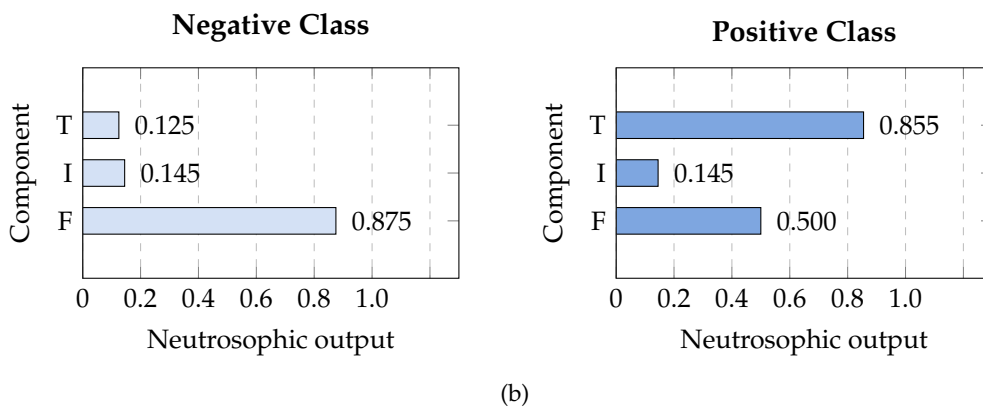 Negative Class
Component
T
0.125
I
0.145
F
0.875
0 0.2 0.4 0.6 0.8 1.0
Neutrosophic output
Positive Class
Component
T
0.855
I
0.145
F
0.500
0 0.2 0.4 0.6 0.8 1.0
Neutrosophic output
(b)